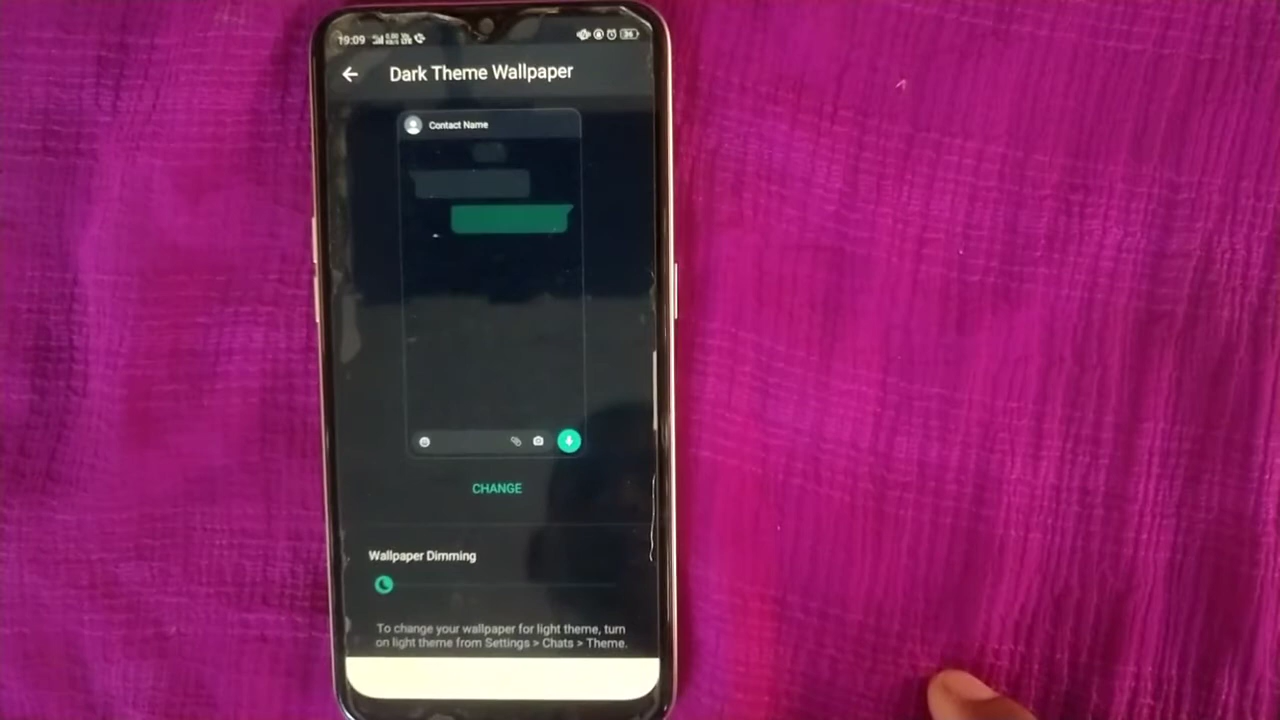 19:09
36
Dark Theme Wallpaper
Contact Name
CHANGE
Wallpaper Dimming
To change your wallpaper for light theme, turn
on light theme from Settings > Chats > Theme.